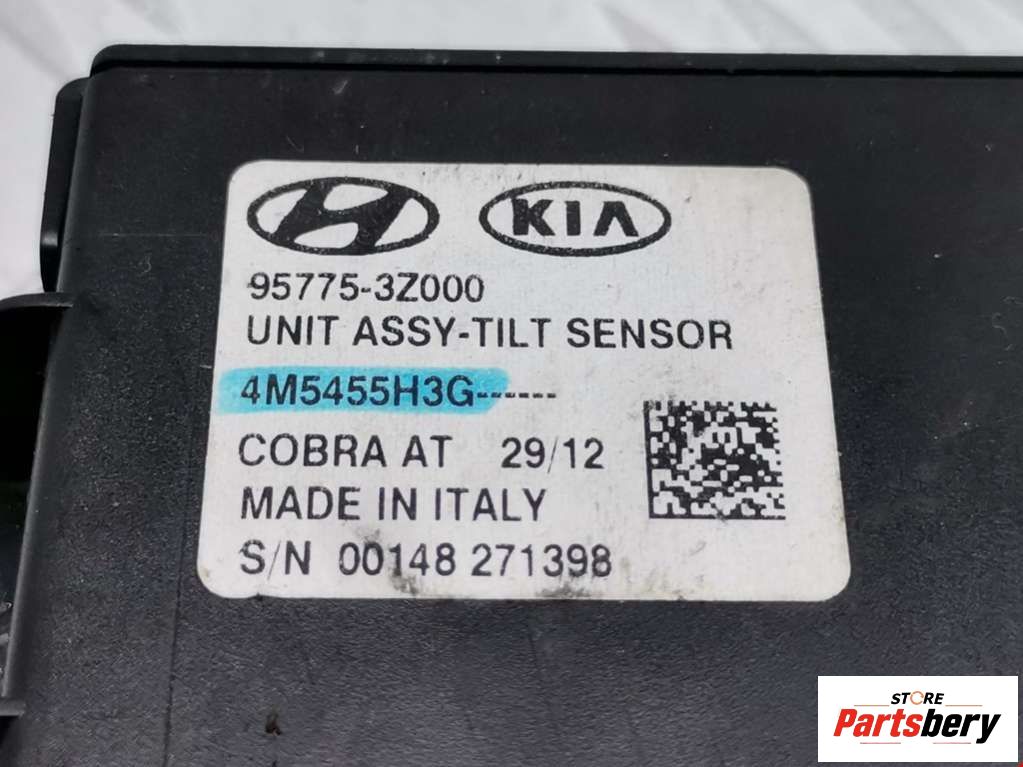 KIA
95775-3Z000
UNIT ASSY-TILT SENSOR
4M5455H3G------
COBRA AT 29/12
MADE IN ITALY
S/N 00148 271398
STORE
Partsbery